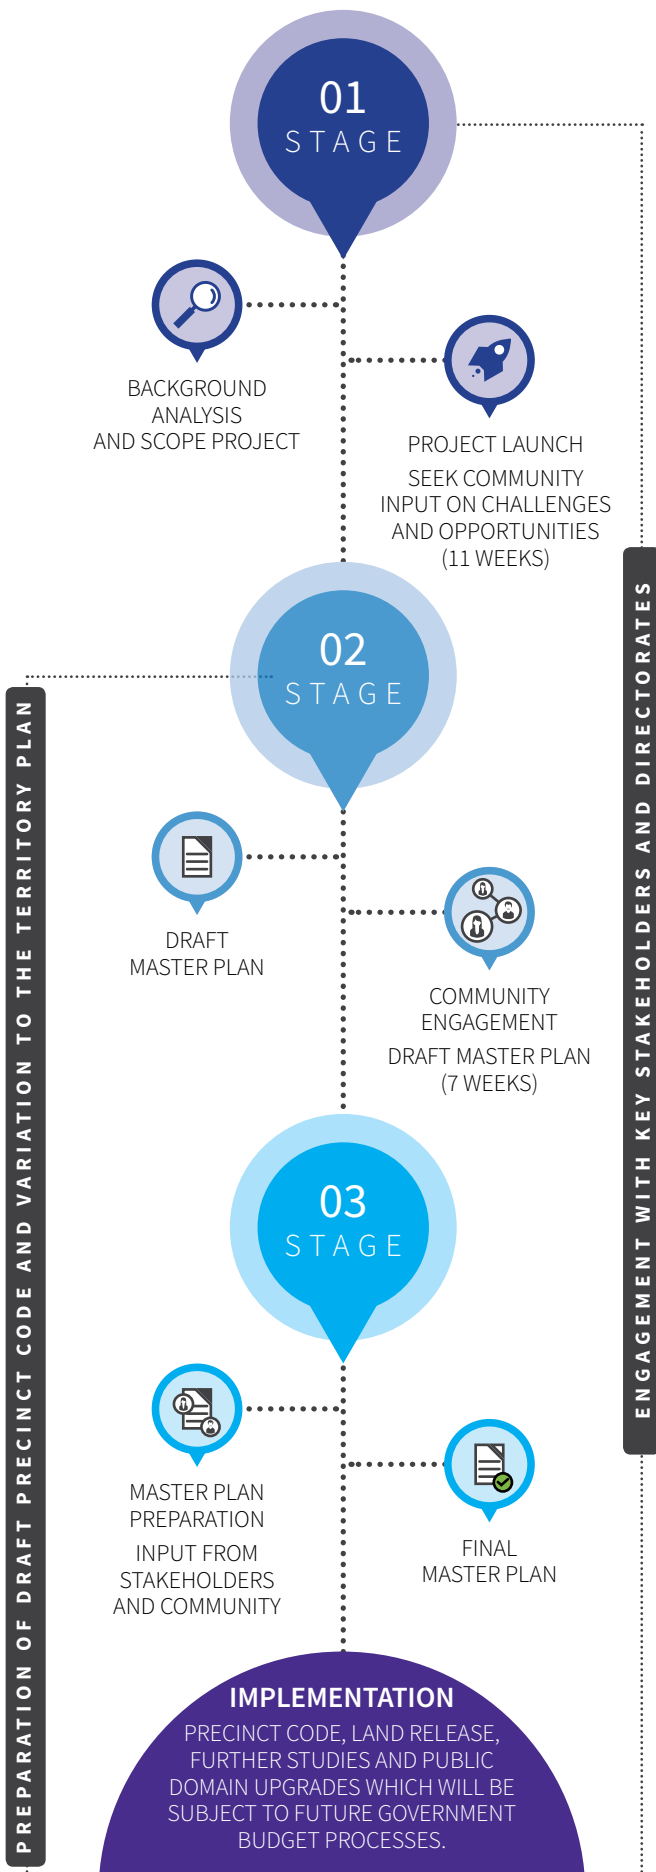 01
STAGE
BACKGROUND
ANALYSIS
AND SCOPE PROJECT
PROJECT LAUNCH
SEEK COMMUNITY
INPUT ON CHALLENGES
AND OPPORTUNITIES
(11 WEEKS)
02
STAGE
DRAFT
MASTER PLAN
COMMUNITY
ENGAGEMENT
DRAFT MASTER PLAN
(7 WEEKS)
03
STAGE
MASTER PLAN
PREPARATION
INPUT FROM
STAKEHOLDERS
AND COMMUNITY
FINAL
MASTER PLAN
IMPLEMENTATION
PRECINCT CODE, LAND RELEASE,
FURTHER STUDIES AND PUBLIC
DOMAIN UPGRADES WHICH WILL BE
SUBJECT TO FUTURE GOVERNMENT
BUDGET PROCESSES.
PREPARATION OF DRAFT PRECINCT CODE AND VARIATION TO THE TERRITORY PLAN
ENGAGEMENT WITH KEY STAKEHOLDERS AND DIRECTORATES